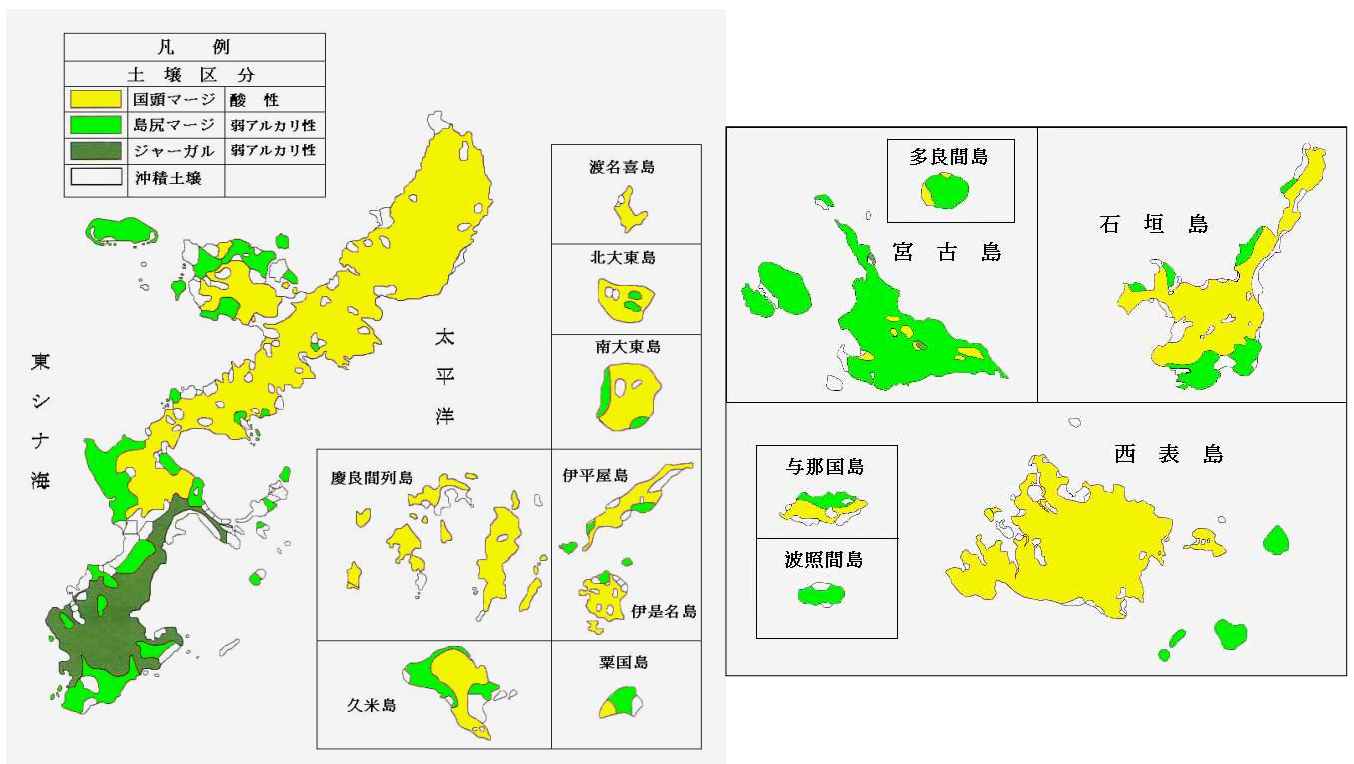 凡 例
土 壌 区 分
国頭マージ 酸 性
島尻マージ 弱アルカリ性
ジャーガル 弱アルカリ性
沖積土壌
東シナ海
太平洋
渡名喜島
北大東島
南大東島
慶良間列島
伊平屋島
伊是名島
久米島
粟国島
多良間島
宮 古 島
石 垣 島
西 表 島
与那国島
波照間島